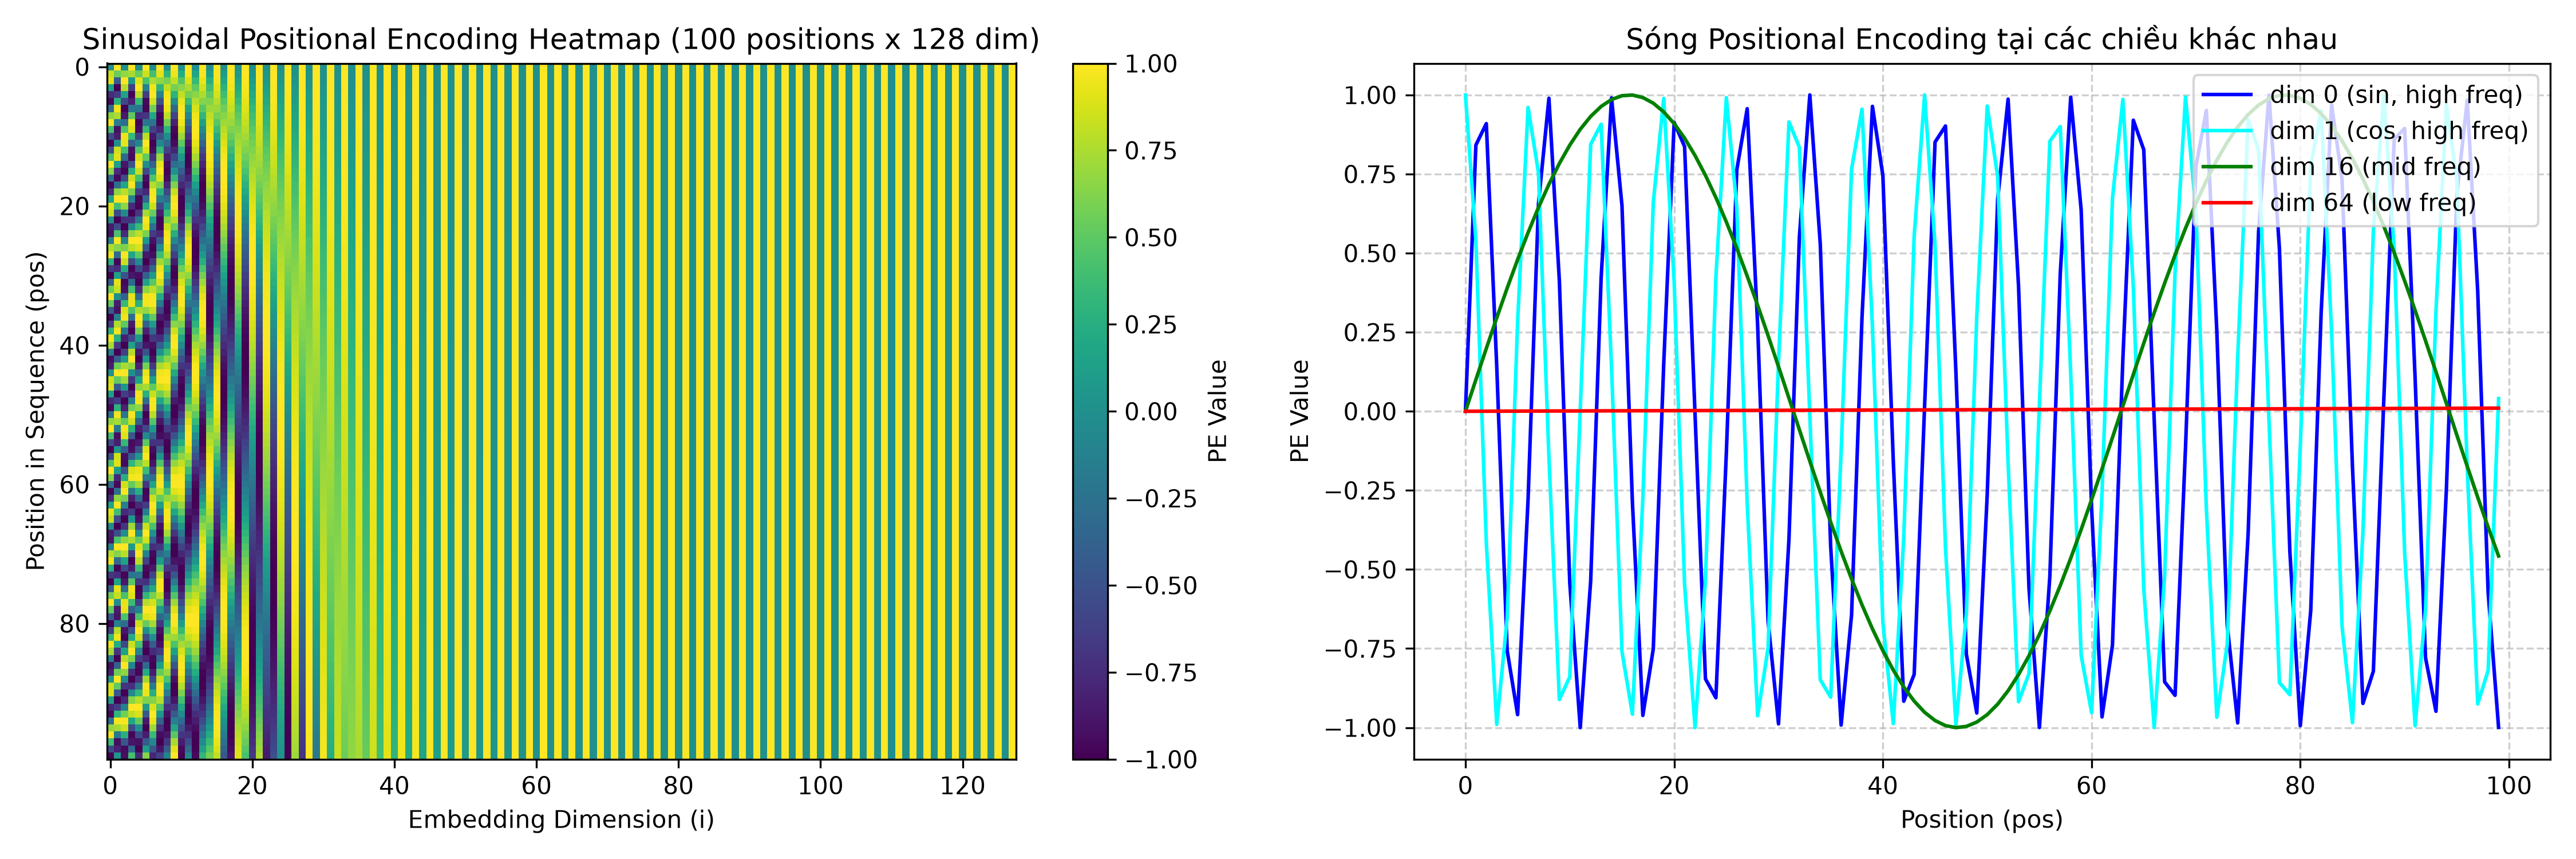 Sinusoidal Positional Encoding Heatmap (100 positions x 128 dim)
0
20
40
60
80
Position in Sequence (pos)
0 20 40 60 80 100 120
Embedding Dimension (i)
1.00
0.75
0.50
0.25
0.00
−0.25
−0.50
−0.75
−1.00
PE Value
Sóng Positional Encoding tại các chiều khác nhau
1.00
0.75
0.50
0.25
0.00
−0.25
−0.50
−0.75
−1.00
PE Value
dim 0 (sin, high freq)
dim 1 (cos, high freq)
dim 16 (mid freq)
dim 64 (low freq)
0 20 40 60 80 100
Position (pos)